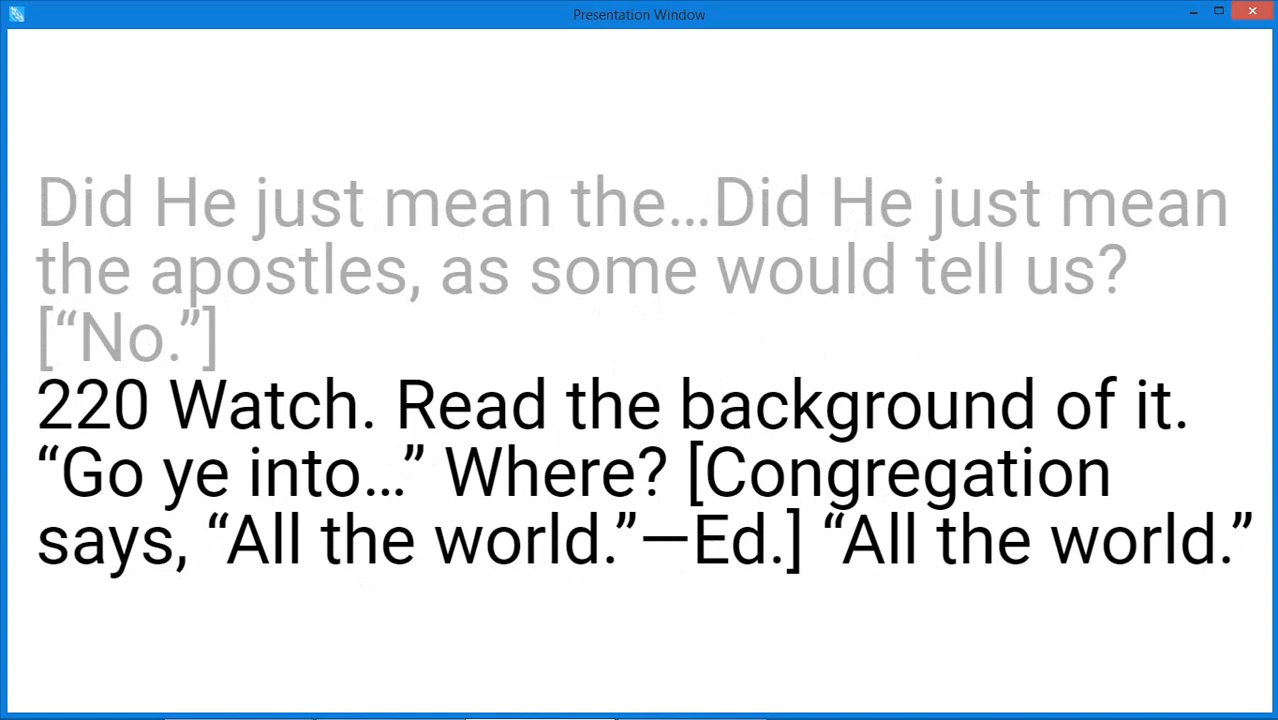 Presentation Window
Did He just mean the…Did He just mean
the apostles, as some would tell us?
[“No.”]
220 Watch. Read the background of it.
“Go ye into…” Where? [Congregation
says, “All the world.”—Ed.] “All the world.”